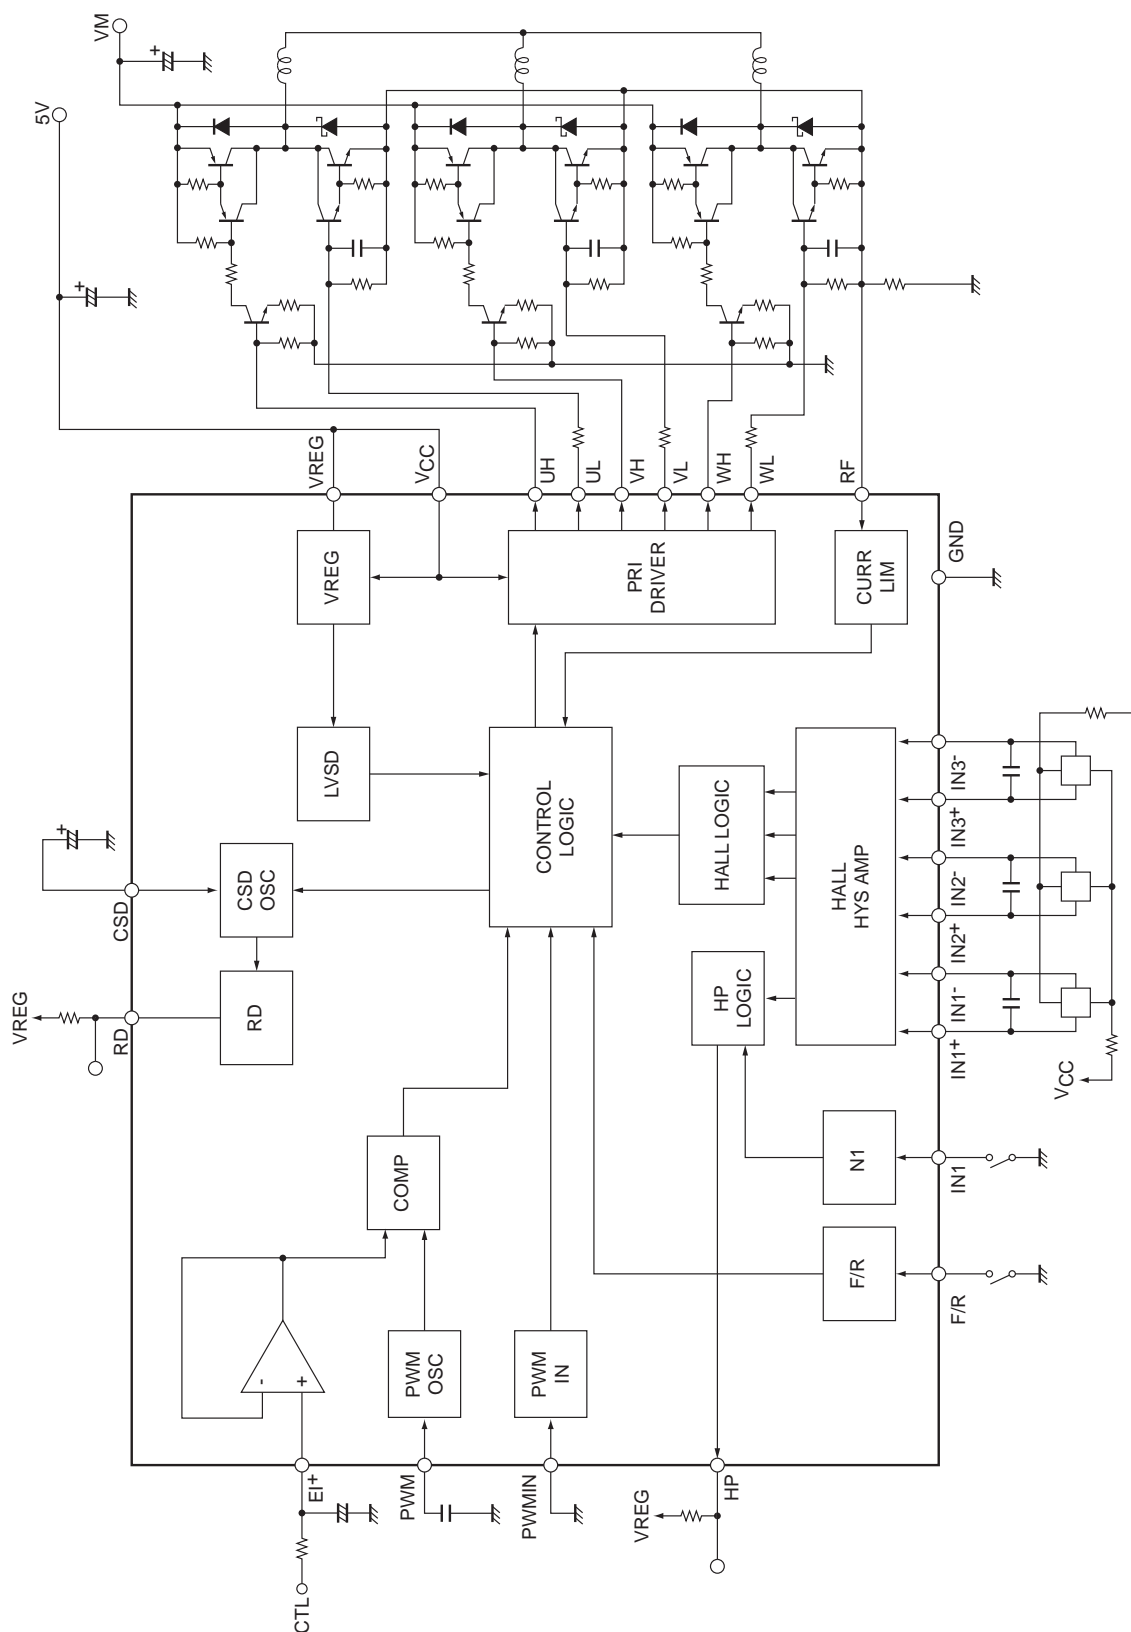 VM
+
5V
+
VREG
VCC
UH
UL
VH
VL
WH
WL
RF
GND
VREG
PRI
DRIVER
CURR
LIM
LVSD
CONTROL
LOGIC
HALL LOGIC
HALL
HYS AMP
IN3-
IN3+
IN2-
IN2+
IN1-
IN1+
VCC
+
CSD
CSD
OSC
VREG
RD
RD
HP
LOGIC
COMP
N1
IN1
F/R
F/R
-
+
PWM
OSC
PWM
IN
EI+
PWM
PWMIN
VREG
HP
CTL